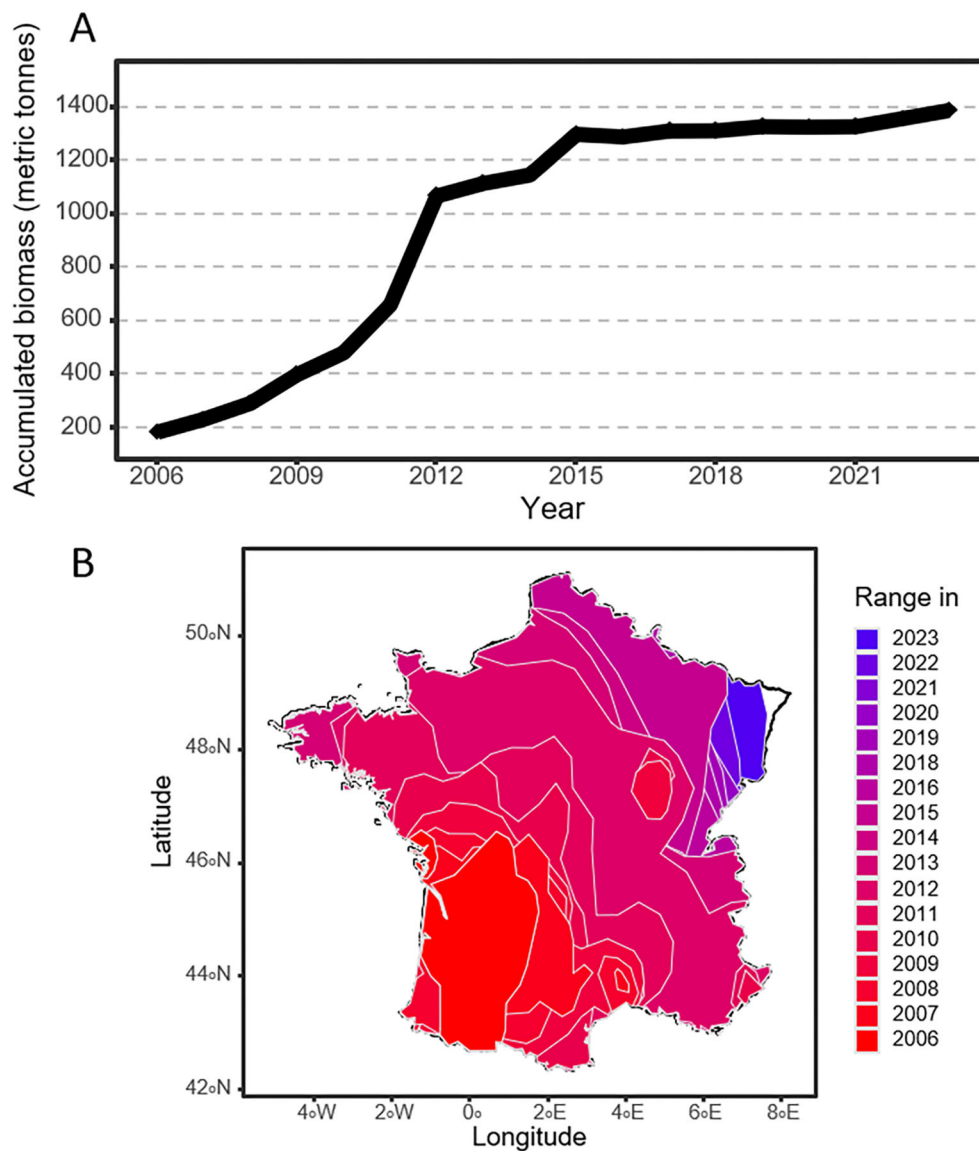 A
Accumulated biomass (metric tonnes)
1400
1200
1000
800
600
400
200
2006
2009
2012
2015
2018
2021
Year
B
Latitude
50°N
48°N
46°N
44°N
42°N
4°W
2°W
0°
2°E
4°E
6°E
8°E
Longitude
Range in
2023
2022
2021
2020
2019
2018
2016
2015
2014
2013
2012
2011
2010
2009
2008
2007
2006